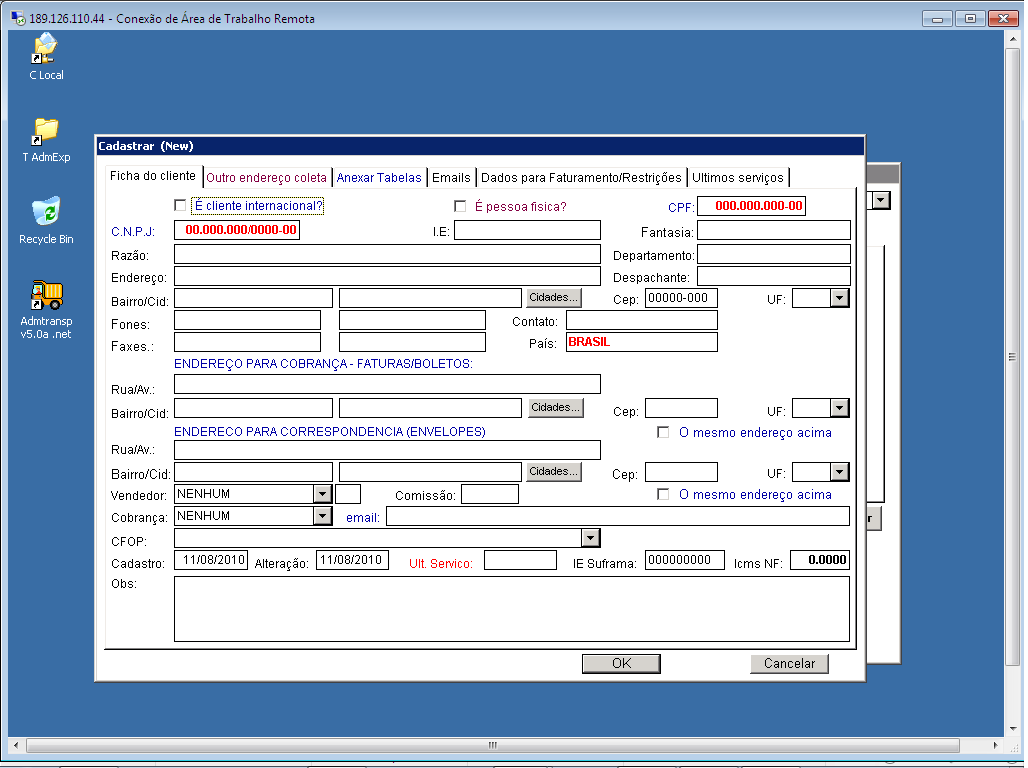 189.126.110.44 - Conexão de Área de Trabalho Remota
C Local
T AdmExp
Recycle Bin
Admtransp
v5.0a .net
Cadastrar (New)
Ficha do cliente Outro endereço coleta Anexar Tabelas Emails Dados para Faturamento/Restrições Ultimos serviços
É cliente internacional? É pessoa fisica? CPF: 000.000.000-00
C.N.P.J: 00.000.000/0000-00 I.E: Fantasia:
Razão: Departamento:
Endereço: Despachante:
Bairro/Cid: Cidades... Cep: 00000-000 UF:
Fones: Contato:
Faxes.: País: BRASIL
ENDEREÇO PARA COBRANÇA - FATURAS/BOLETOS:
Rua/Av.:
Bairro/Cid: Cidades... Cep: UF:
ENDERECO PARA CORRESPONDENCIA (ENVELOPES) O mesmo endereço acima
Rua/Av.:
Bairro/Cid: Cidades... Cep: UF:
Vendedor: NENHUM Comissão: O mesmo endereço acima
Cobrança: NENHUM email:
CFOP:
Cadastro: 11/08/2010 Alteração: 11/08/2010 Ult. Servico: IE Suframa: 000000000 Icms NF: 0.0000
Obs:
OK Cancelar